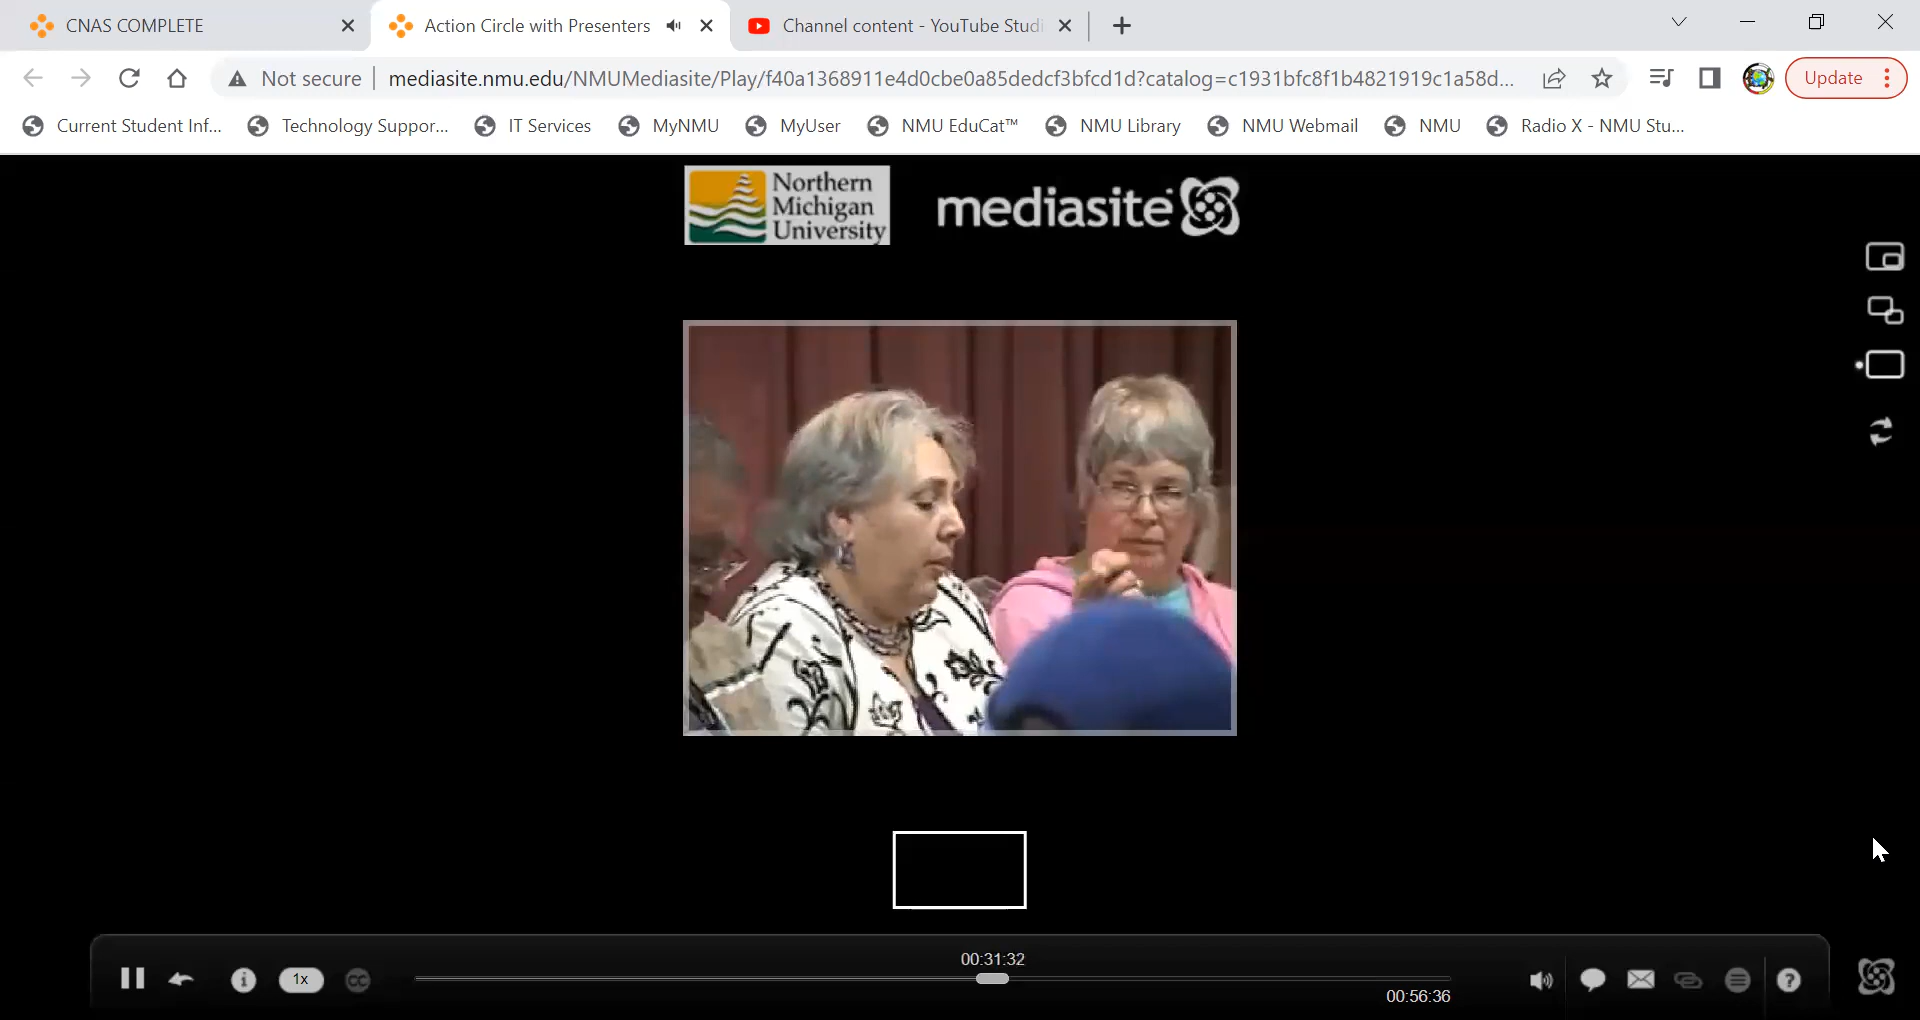 CNAS COMPLETE
Action Circle with Presenters
Channel content - YouTube Studi
Not secure
mediasite.nmu.edu/NMUMediasite/Play/f40a1368911e4d0cbe0a85dedcf3bfcd1d?catalog=c1931bfc8f1b4821919c1a58d...
Update
Current Student Inf...
Technology Suppor...
IT Services
MyNMU
MyUser
NMU EduCat™
NMU Library
NMU Webmail
NMU
Radio X - NMU Stu...
Northern
Michigan
University
mediasite
00:31:32
1x
CC
00:56:36